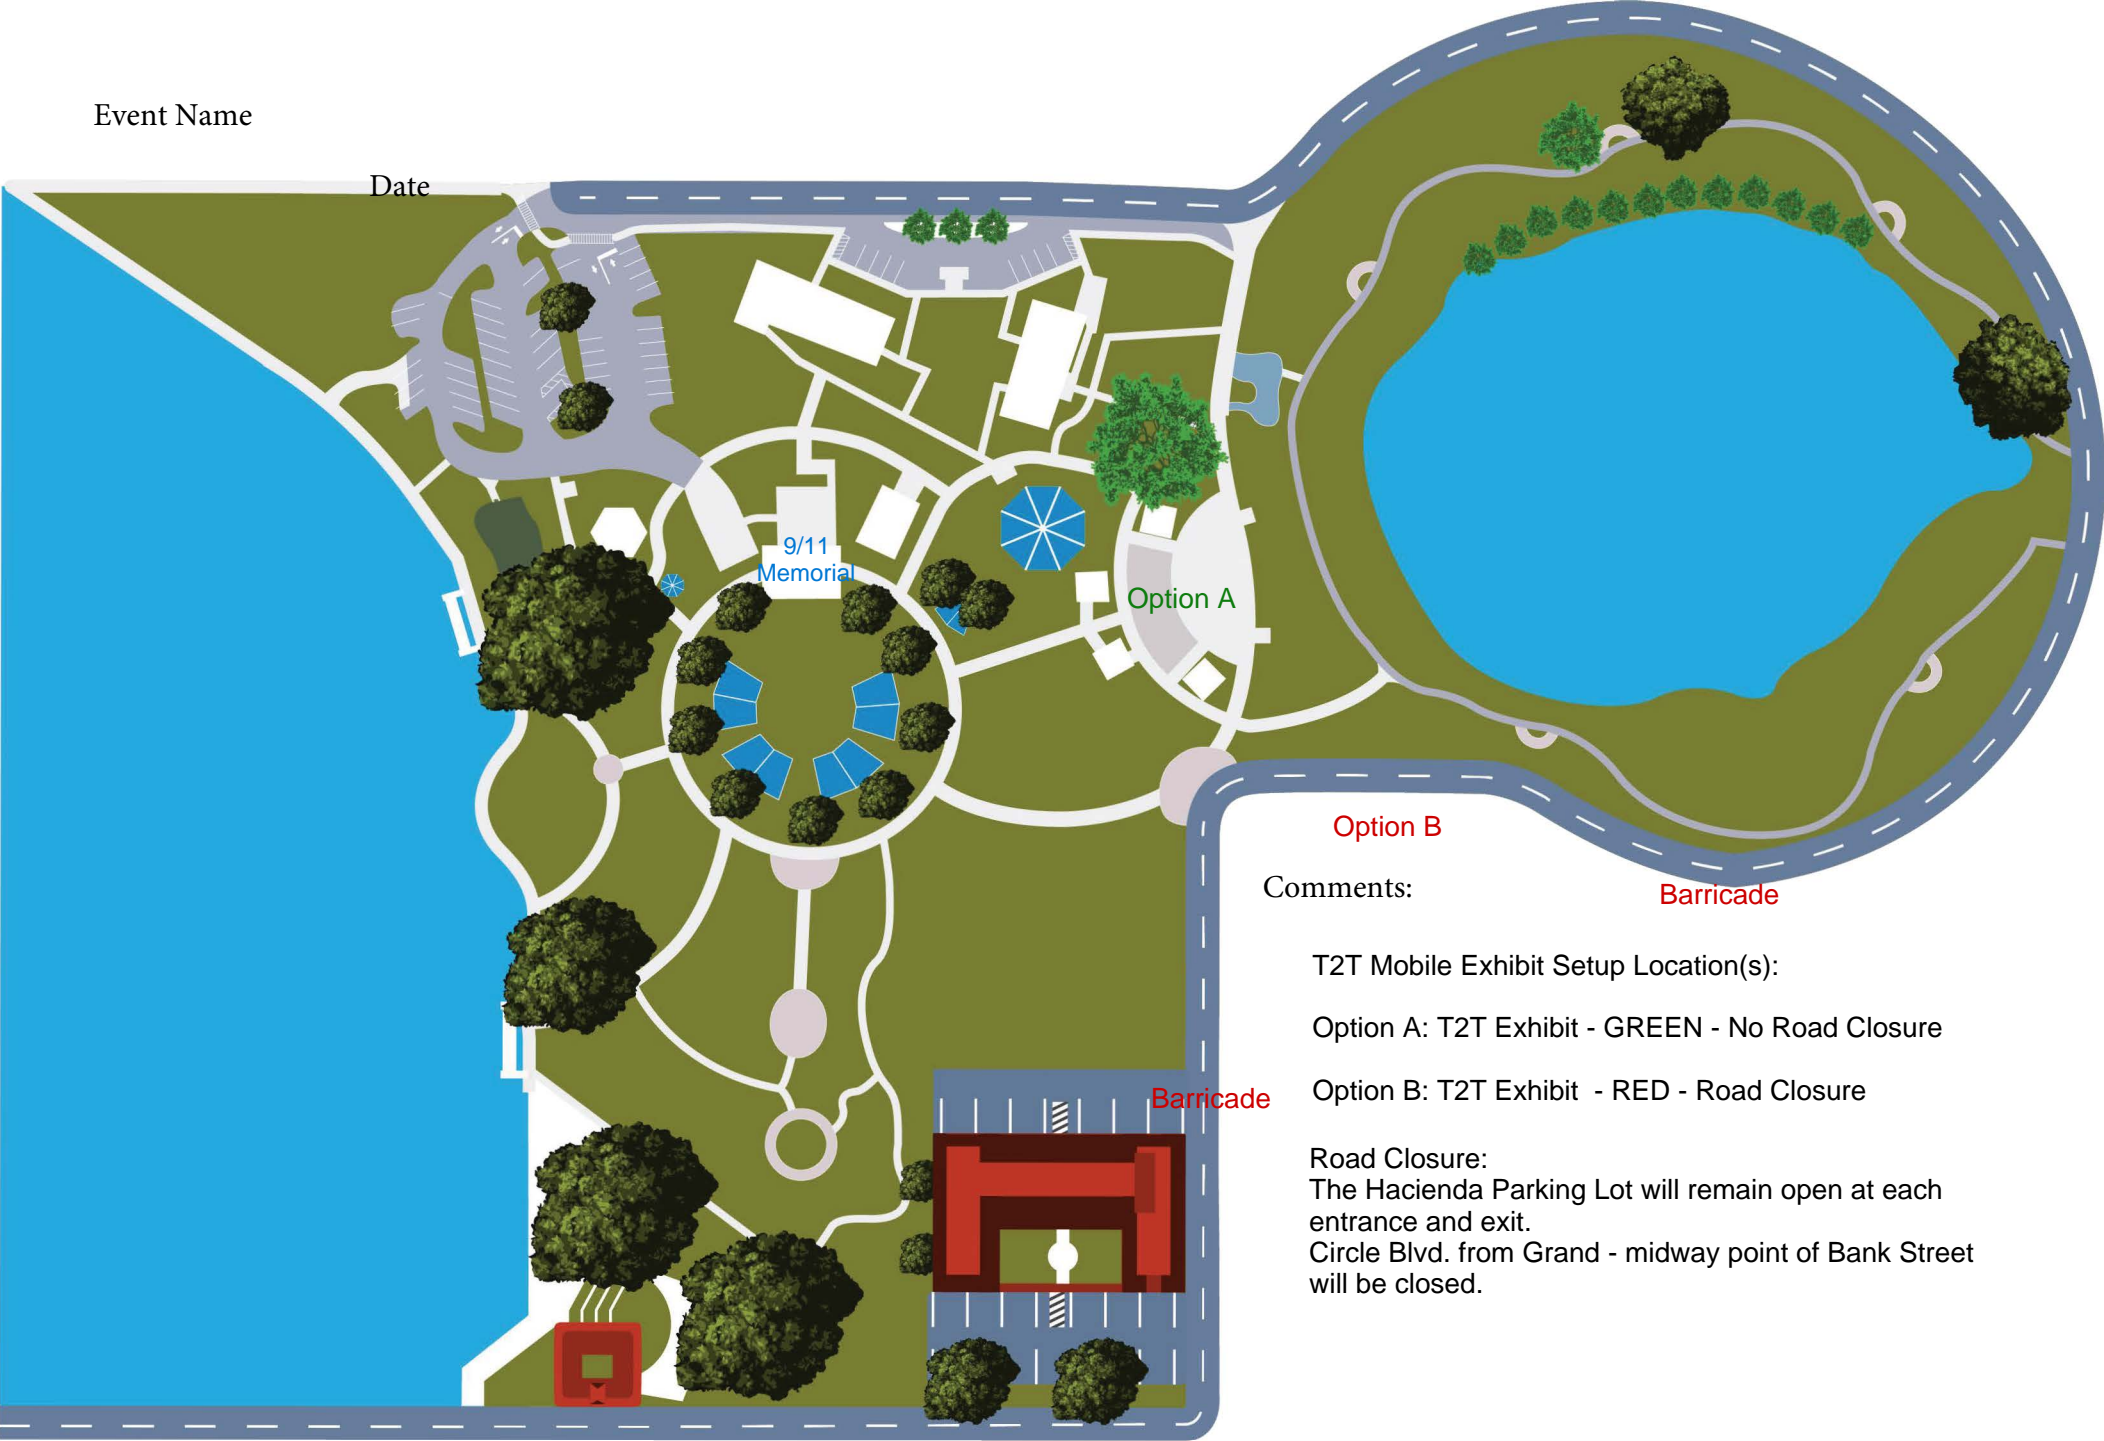 Event Name
Date
9/11
Memorial
Option A
Option B
Comments:
Barricade
T2T Mobile Exhibit Setup Location(s):
Option A: T2T Exhibit - GREEN - No Road Closure
Option B: T2T Exhibit  - RED - Road Closure
Barricade
Road Closure:
The Hacienda Parking Lot will remain open at each
entrance and exit.
Circle Blvd. from Grand - midway point of Bank Street
will be closed.